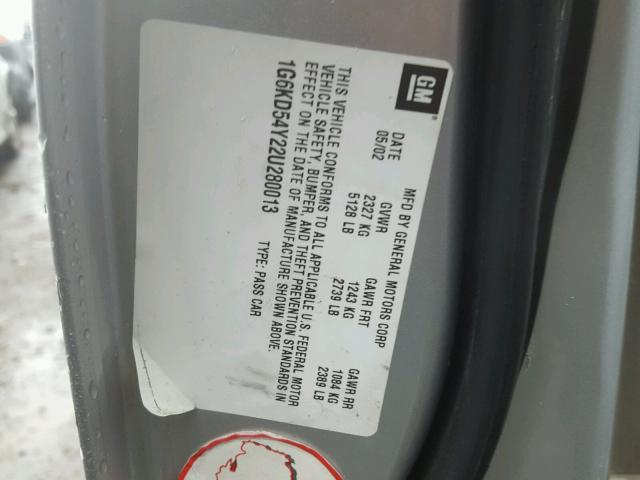 GM
®
MFD BY GENERAL MOTORS CORP
DATE GVWR GAWR FRT GAWR RR
05/02 2327 KG 1243 KG 1084 KG
5128 LB 2739 LB 2389 LB
THIS VEHICLE CONFORMS TO ALL APPLICABLE U.S. FEDERAL MOTOR
VEHICLE SAFETY, BUMPER, AND THEFT PREVENTION STANDARDS IN
EFFECT ON THE DATE OF MANUFACTURE SHOWN ABOVE.
1G6KD54Y22U280013 TYPE: PASS CAR